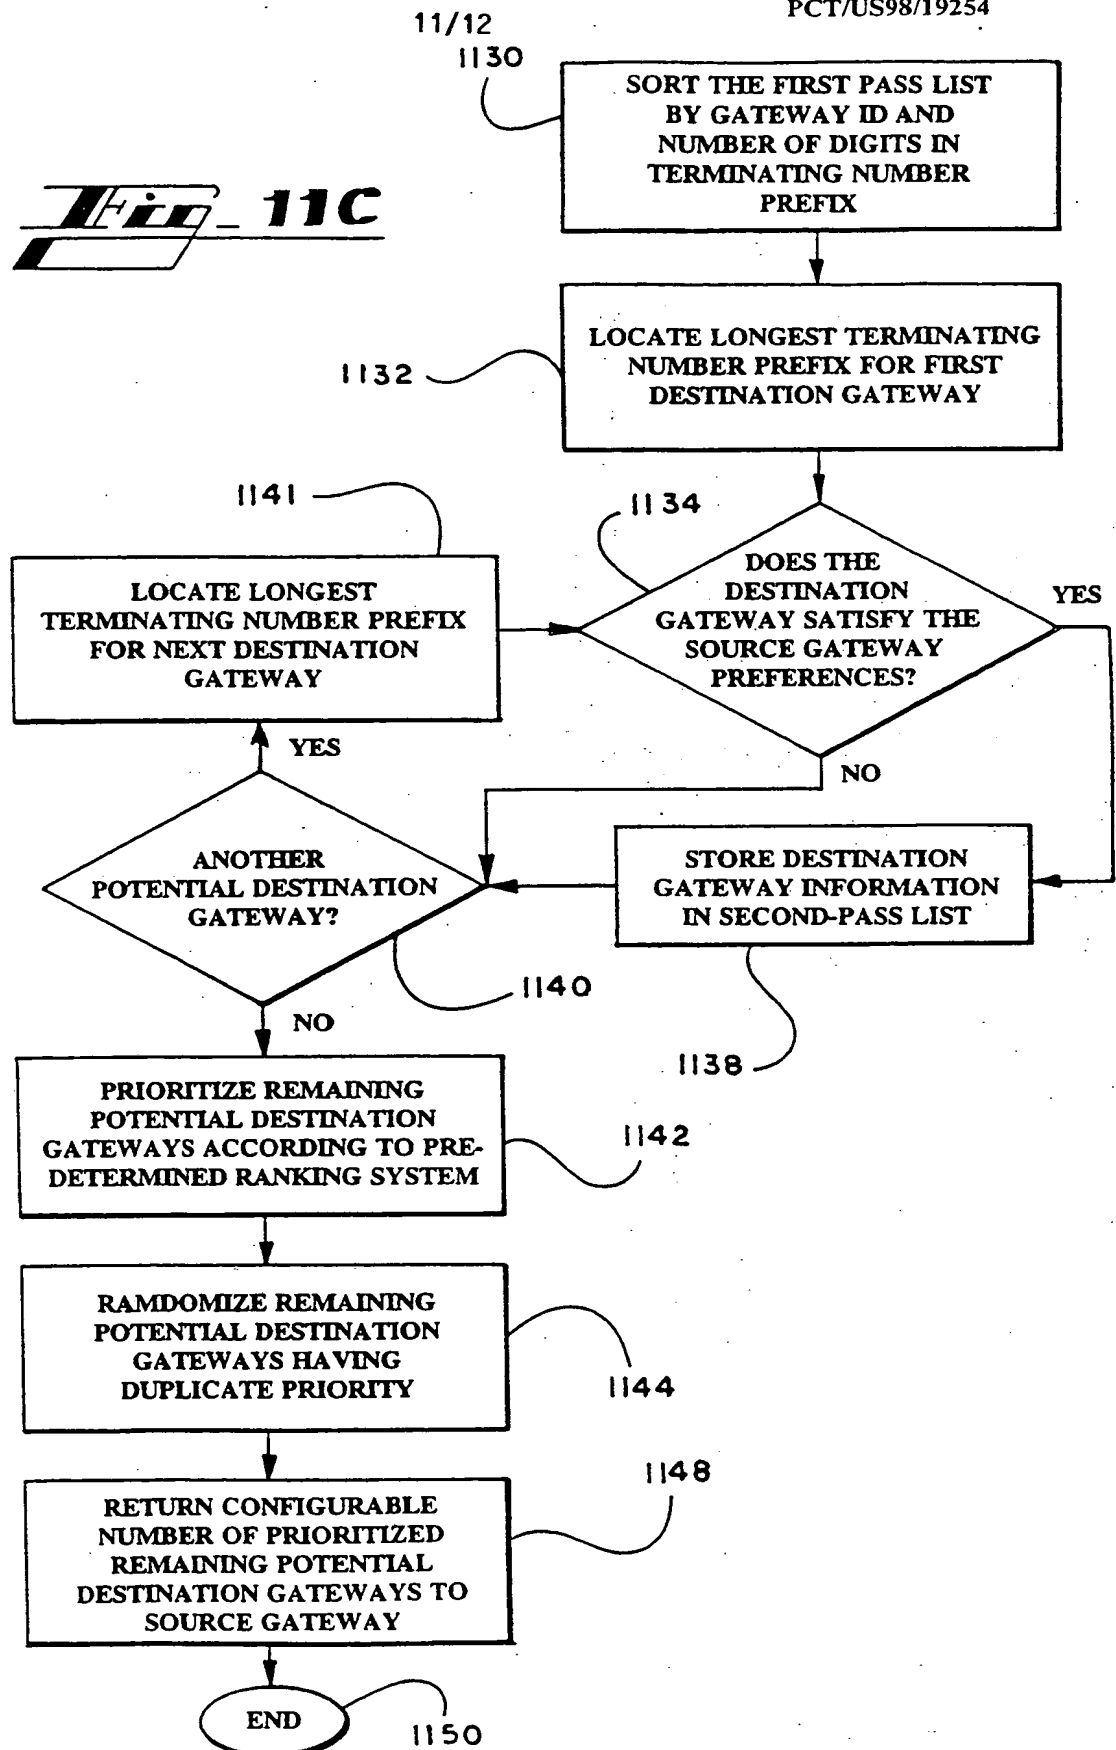 PCT/US98/19254
11/12
1130
SORT THE FIRST PASS LIST
BY GATEWAY ID AND
NUMBER OF DIGITS IN
TERMINATING NUMBER
PREFIX
Fig_ 11C
1132
LOCATE LONGEST TERMINATING
NUMBER PREFIX FOR FIRST
DESTINATION GATEWAY
1141
1134
LOCATE LONGEST
TERMINATING NUMBER PREFIX
FOR NEXT DESTINATION
GATEWAY
DOES THE
DESTINATION
GATEWAY SATISFY THE
SOURCE GATEWAY
PREFERENCES?
YES
YES
NO
ANOTHER
POTENTIAL DESTINATION
GATEWAY?
STORE DESTINATION
GATEWAY INFORMATION
IN SECOND-PASS LIST
1140
NO
1138
PRIORITIZE REMAINING
POTENTIAL DESTINATION
GATEWAYS ACCORDING TO PRE-
DETERMINED RANKING SYSTEM
1142
RAMDOMIZE REMAINING
POTENTIAL DESTINATION
GATEWAYS HAVING
DUPLICATE PRIORITY
1144
1148
RETURN CONFIGURABLE
NUMBER OF PRIORITIZED
REMAINING POTENTIAL
DESTINATION GATEWAYS TO
SOURCE GATEWAY
END
1150